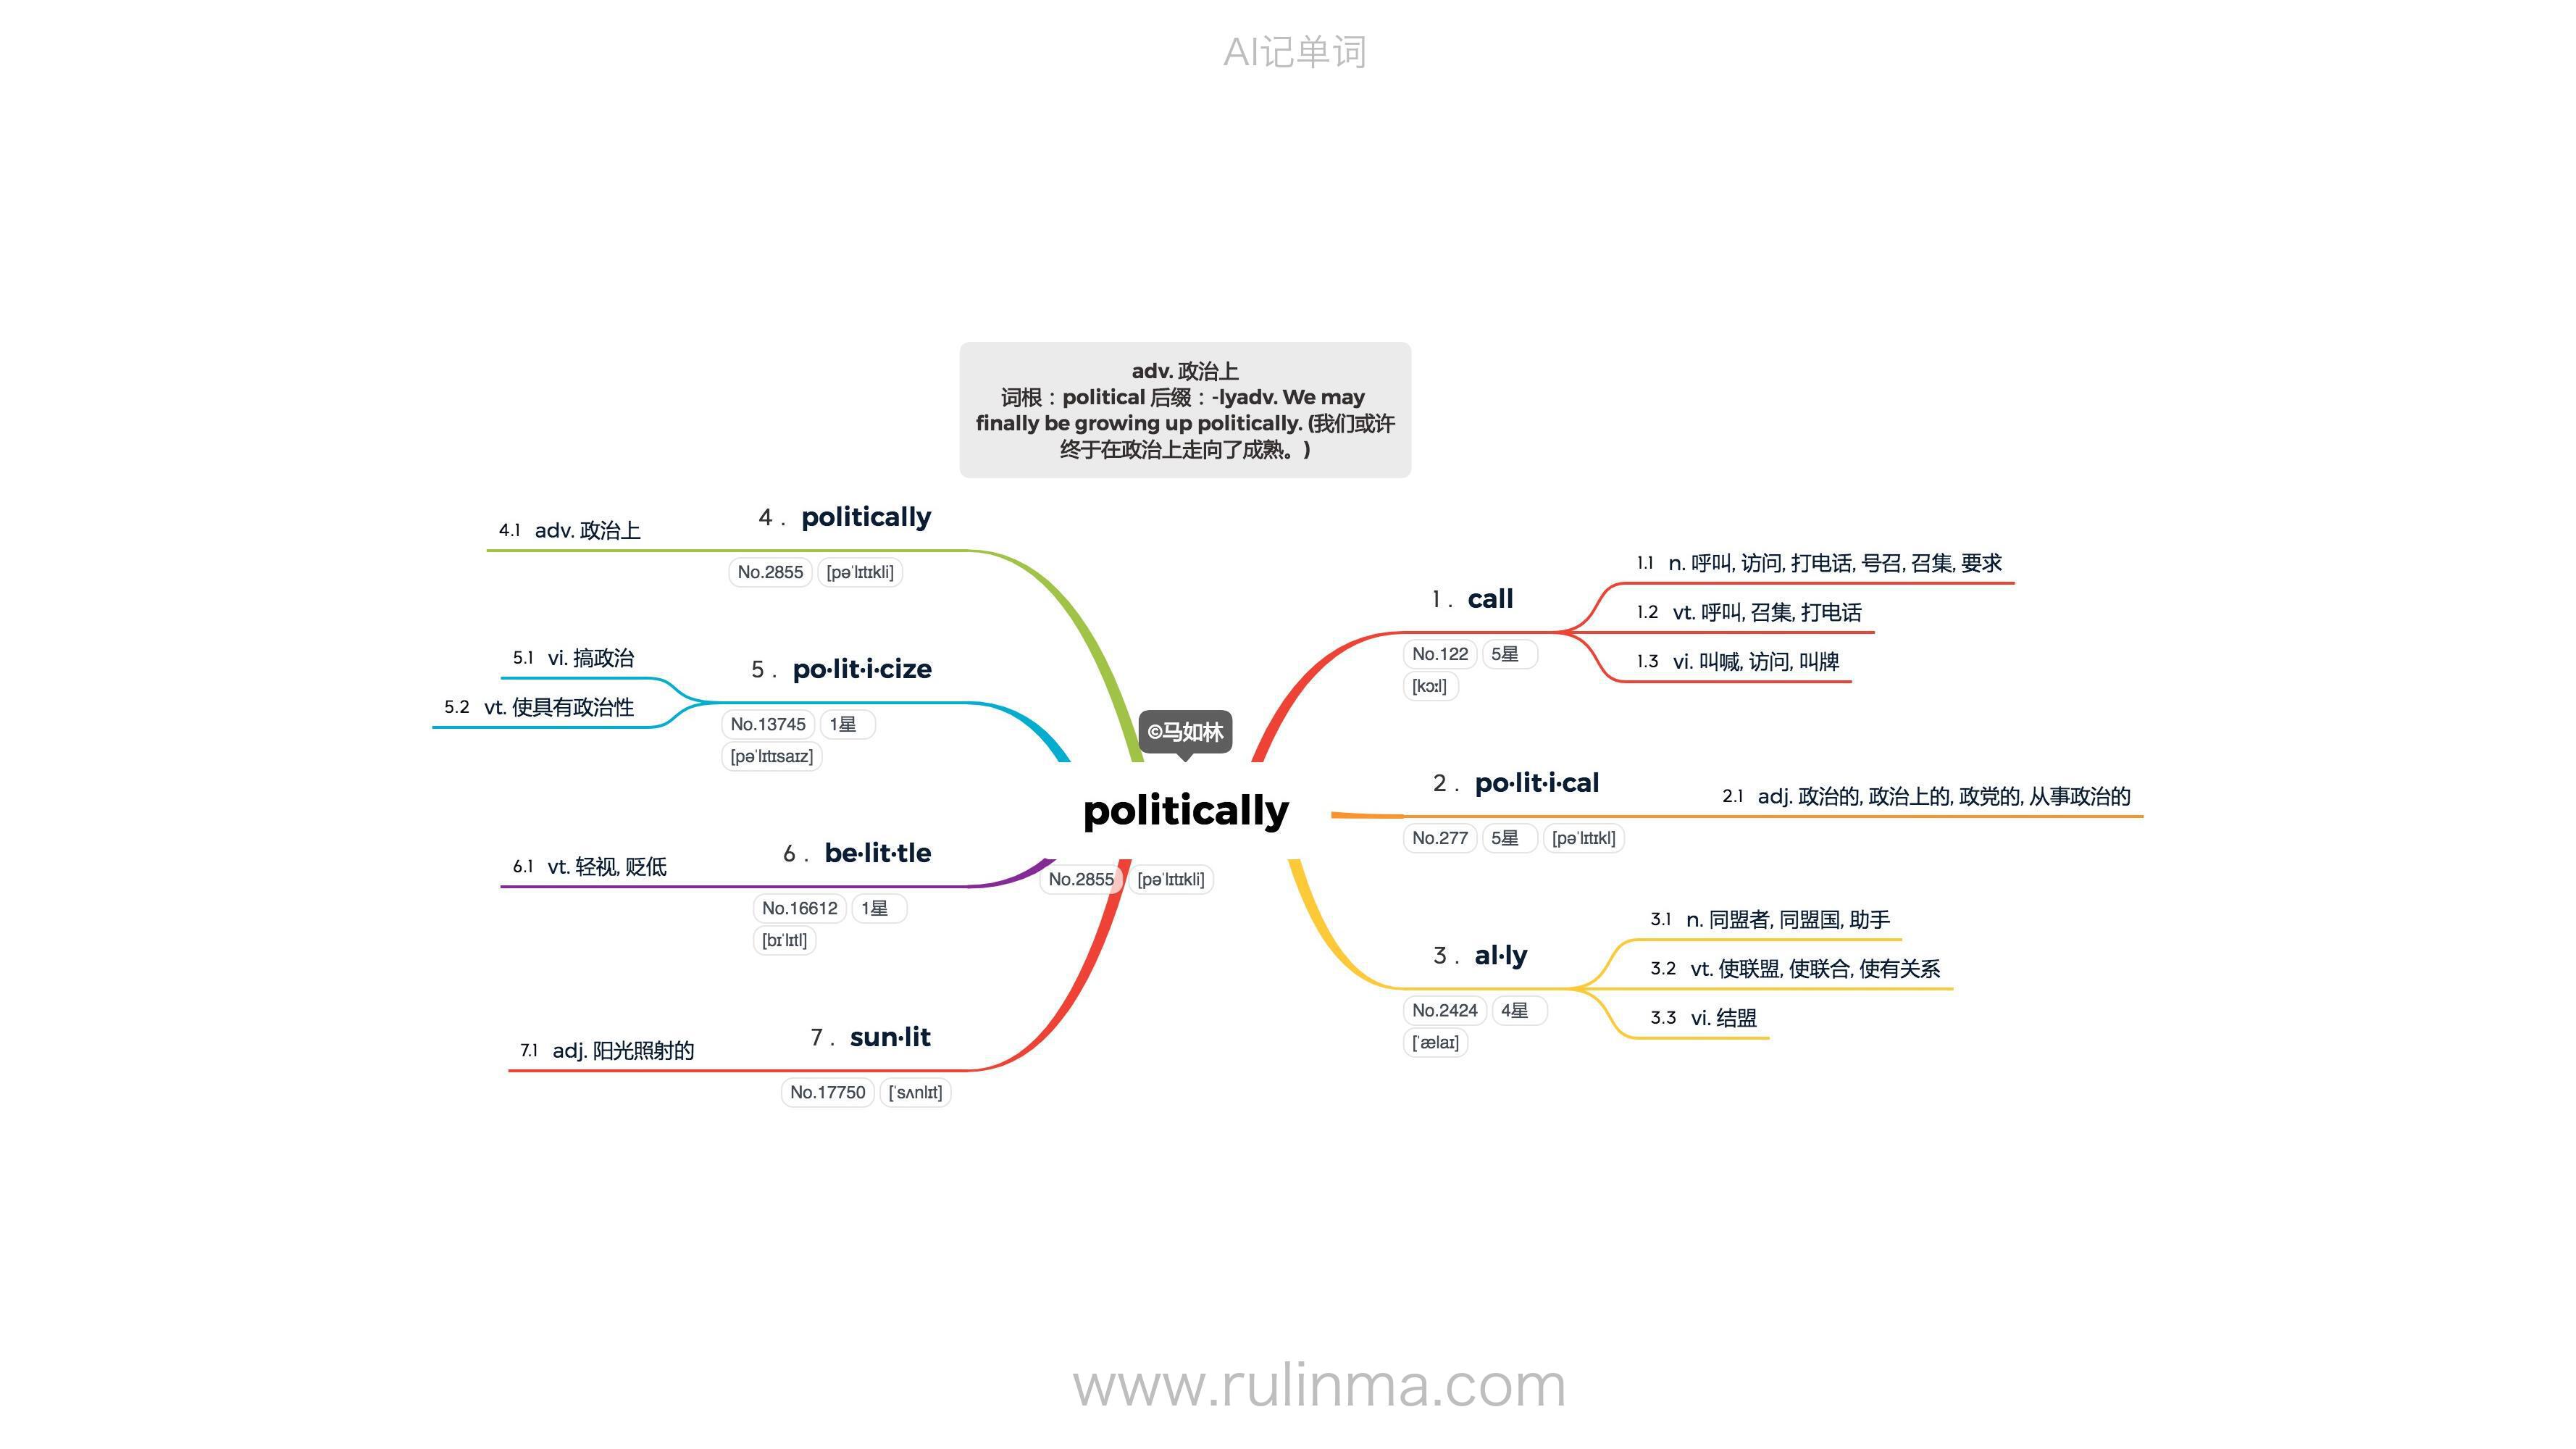 AI记单词
adv. 政治上
词根：political 后缀：-lyadv. We may
finally be growing up politically. (我们或许
终于在政治上走向了成熟。)
©马如林
politically
No.2855 [pəˈlɪtɪkli]
1 . call
No.122 5星
[kɔːl]
1.1 n. 呼叫, 访问, 打电话, 号召, 召集, 要求
1.2 vt. 呼叫, 召集, 打电话
1.3 vi. 叫喊, 访问, 叫牌
2 . po·lit·i·cal
No.277 5星 [pəˈlɪtɪkl]
2.1 adj. 政治的, 政治上的, 政党的, 从事政治的
3 . al·ly
No.2424 4星
[ˈælaɪ]
3.1 n. 同盟者, 同盟国, 助手
3.2 vt. 使联盟, 使联合, 使有关系
3.3 vi. 结盟
4 . politically
No.2855 [pəˈlɪtɪkli]
4.1 adv. 政治上
5 . po·lit·i·cize
No.13745 1星
[pəˈlɪtɪsaɪz]
5.1 vi. 搞政治
5.2 vt. 使具有政治性
6 . be·lit·tle
No.16612 1星
[bɪˈlɪtl]
6.1 vt. 轻视, 贬低
7 . sun·lit
No.17750 [ˈsʌnlɪt]
7.1 adj. 阳光照射的
www.rulinma.com